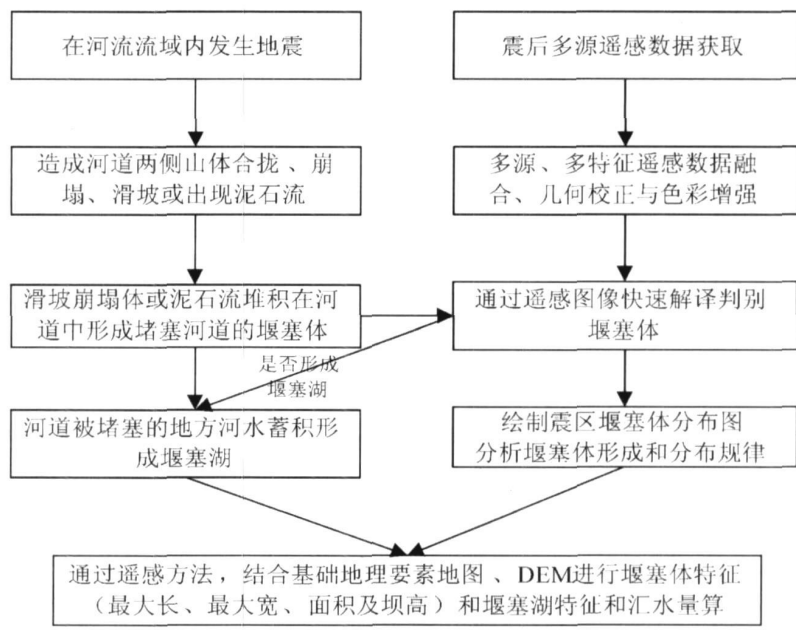 在河流流域内发生地震
震后多源遥感数据获取
造成河道两侧山体合拢、崩
塌、滑坡或出现泥石流
多源、多特征遥感数据融
合、几何校正与色彩增强
滑坡崩塌体或泥石流堆积在河
道中形成堵塞河道的堰塞体
通过遥感图像快速解译判别
堰塞体
是否形成
堰塞湖
河道被堵塞的地方河水蓄积形
成堰塞湖
绘制震区堰塞体分布图
分析堰塞体形成和分布规律
通过遥感方法，结合基础地理要素地图、DEM进行堰塞体特征
（最大长、最大宽、面积及坝高）和堰塞湖特征和汇水量算